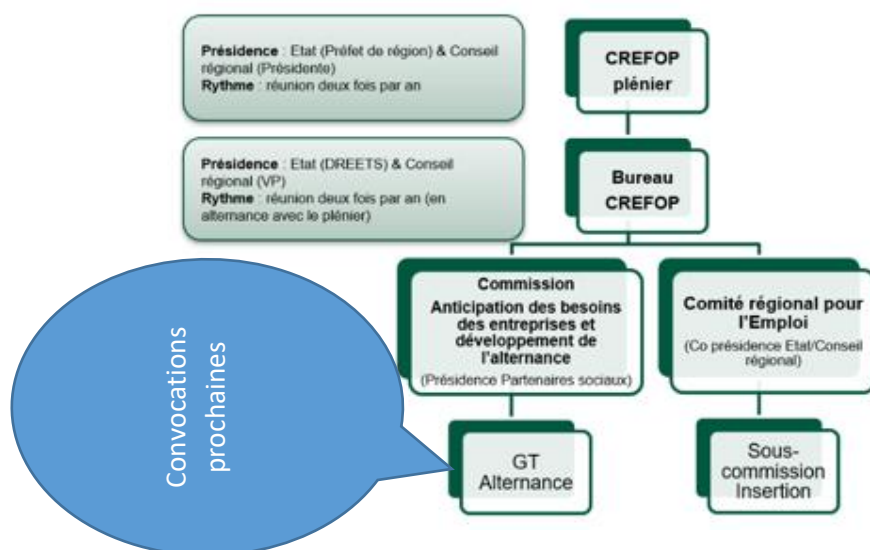 Présidence : Etat (Préfet de région) & Conseil
régional (Présidente)
Rythme : réunion deux fois par an
CREFOP
plénier
Présidence : Etat (DREETS) & Conseil
régional (VP)
Rythme : réunion deux fois par an (en
alternance avec le plénier)
Bureau
CREFOP
Commission
Anticipation des besoins
des entreprises et
développement de
l'alternance
(Présidence Partenaires sociaux)
Comité régional pour
l'Emploi
(Co présidence Etat/Conseil
régional)
Convocations
prochaines
GT
Alternance
Sous-
commission
Insertion